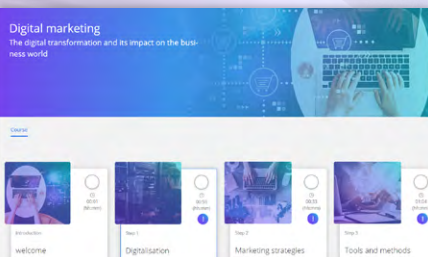 Digital marketing
The digital transformation and its impact on the busi-
ness world
Course
Introduction
welcome
Step 1
Digitalisation
Step 2
Marketing strategies
Step 3
Tools and methods